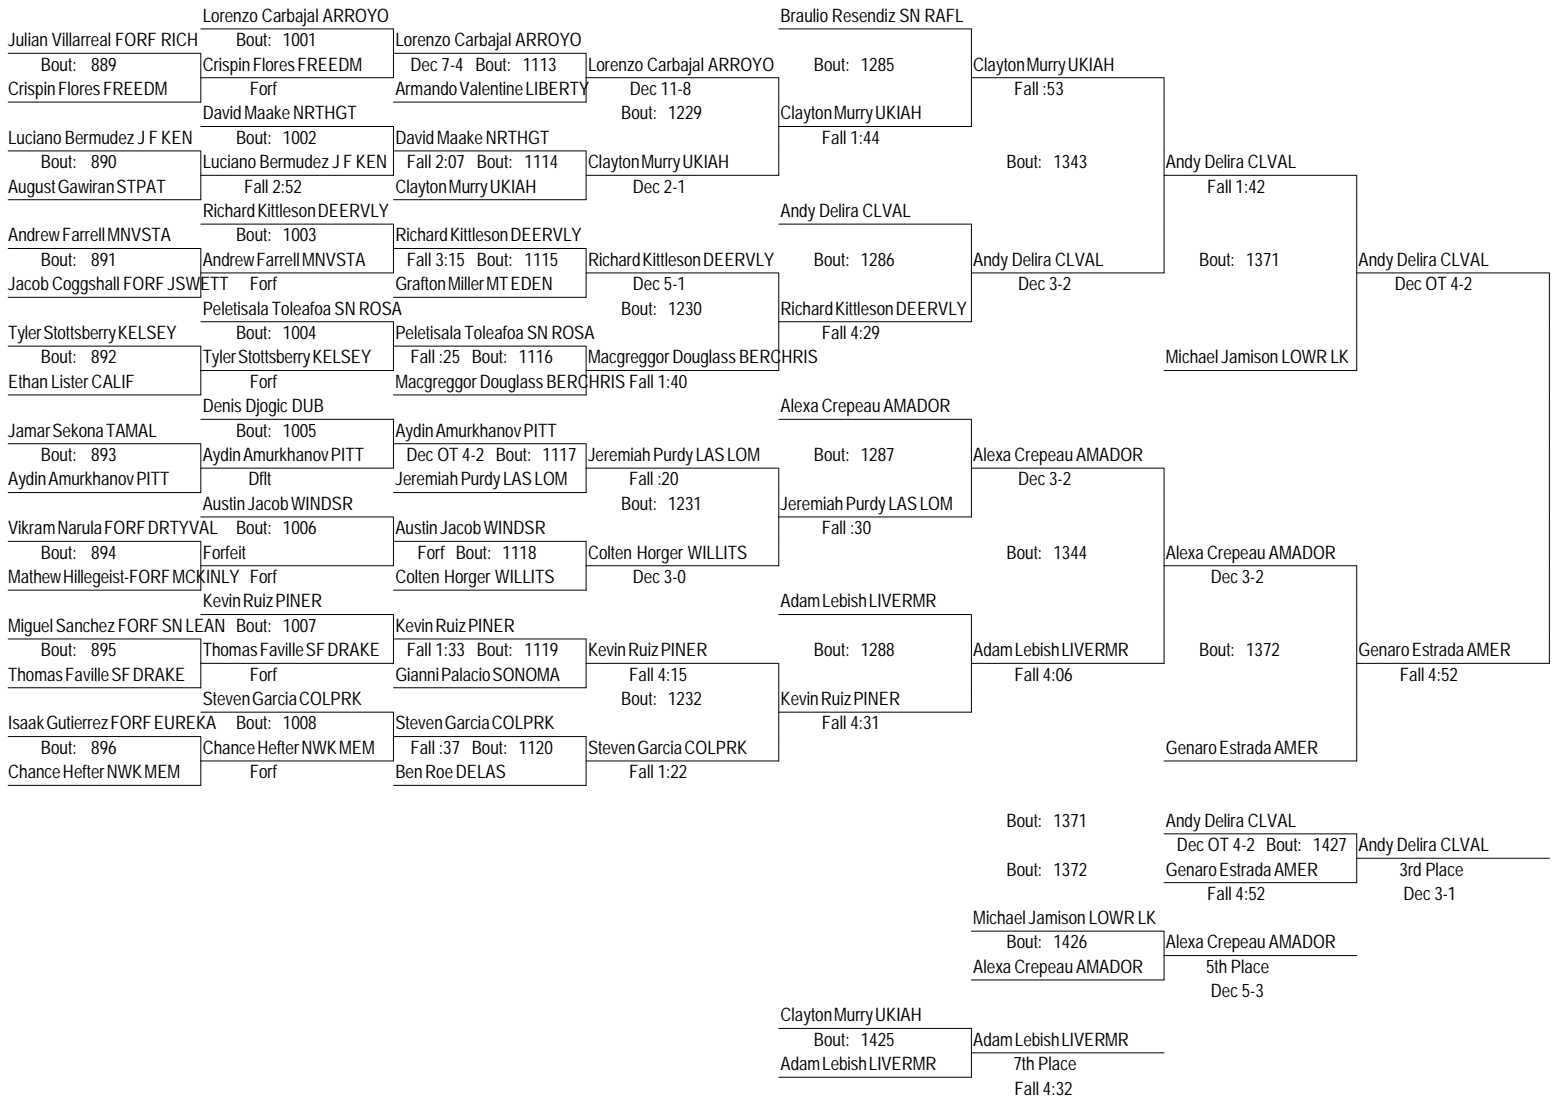 Lorenzo Carbajal ARROYO
Braulio Resendiz SN RAFL
Julian Villarreal FORF RICH
Bout: 1001
Lorenzo Carbajal ARROYO
Bout: 889
Crispin Flores FREEDM
Dec 7-4 Bout: 1113
Lorenzo Carbajal ARROYO
Bout: 1285
Clayton Murry UKIAH
Crispin Flores FREEDM
Forf
Armando Valentine LIBERTY
Dec 11-8
Fall :53
David Maake NRTHGT
Bout: 1229
Clayton Murry UKIAH
Luciano Bermudez J F KEN
Bout: 1002
David Maake NRTHGT
Fall 1:44
Bout: 890
Luciano Bermudez J F KEN
Fall 2:07 Bout: 1114
Clayton Murry UKIAH
Bout: 1343
Andy Delira CLVAL
August Gawiran STPAT
Fall 2:52
Clayton Murry UKIAH
Dec 2-1
Fall 1:42
Richard Kittleson DEERVLY
Andy Delira CLVAL
Andrew Farrell MNVSTA
Bout: 1003
Richard Kittleson DEERVLY
Bout: 891
Andrew Farrell MNVSTA
Fall 3:15 Bout: 1115
Richard Kittleson DEERVLY
Bout: 1286
Andy Delira CLVAL
Bout: 1371
Andy Delira CLVAL
Jacob Coggshall FORF JSWETT
Forf
Grafton Miller MT EDEN
Dec 5-1
Dec 3-2
Dec OT 4-2
Peletisala Toleafoa SN ROSA
Bout: 1230
Richard Kittleson DEERVLY
Tyler Stottsberry KELSEY
Bout: 1004
Peletisala Toleafoa SN ROSA
Fall 4:29
Bout: 892
Tyler Stottsberry KELSEY
Fall :25 Bout: 1116
Macgreggor Douglass BERCHRIS
Michael Jamison LOWR LK
Ethan Lister CALIF
Forf
Macgreggor Douglass BERCHRIS
Fall 1:40
Denis Djogic DUB
Alexa Crepeau AMADOR
Jamar Sekona TAMAL
Bout: 1005
Aydin Amurkhanov PITT
Bout: 893
Aydin Amurkhanov PITT
Dec OT 4-2 Bout: 1117
Jeremiah Purdy LAS LOM
Bout: 1287
Alexa Crepeau AMADOR
Aydin Amurkhanov PITT
Dflt
Jeremiah Purdy LAS LOM
Fall :20
Dec 3-2
Austin Jacob WINDSR
Bout: 1231
Jeremiah Purdy LAS LOM
Vikram Narula FORF DRTYVAL
Bout: 1006
Austin Jacob WINDSR
Fall :30
Bout: 894
Forfeit
Forf Bout: 1118
Colten Horger WILLITS
Bout: 1344
Alexa Crepeau AMADOR
Mathew Hillegeist-FORF MCKINLY
Forf
Colten Horger WILLITS
Dec 3-0
Dec 3-2
Kevin Ruiz PINER
Adam Lebish LIVERMR
Miguel Sanchez FORF SN LEAN
Bout: 1007
Kevin Ruiz PINER
Bout: 895
Thomas Faville SF DRAKE
Fall 1:33 Bout: 1119
Kevin Ruiz PINER
Bout: 1288
Adam Lebish LIVERMR
Bout: 1372
Genaro Estrada AMER
Thomas Faville SF DRAKE
Forf
Gianni Palacio SONOMA
Fall 4:15
Fall 4:06
Fall 4:52
Steven Garcia COLPRK
Bout: 1232
Kevin Ruiz PINER
Isaak Gutierrez FORF EUREKA
Bout: 1008
Steven Garcia COLPRK
Fall 4:31
Bout: 896
Chance Hefter NWK MEM
Fall :37 Bout: 1120
Steven Garcia COLPRK
Genaro Estrada AMER
Chance Hefter NWK MEM
Forf
Ben Roe DELAS
Fall 1:22
Bout: 1371
Andy Delira CLVAL
Dec OT 4-2 Bout: 1427
Andy Delira CLVAL
Bout: 1372
Genaro Estrada AMER
3rd Place
Fall 4:52
Dec 3-1
Michael Jamison LOWR LK
Bout: 1426
Alexa Crepeau AMADOR
Alexa Crepeau AMADOR
5th Place
Dec 5-3
Clayton Murry UKIAH
Bout: 1425
Adam Lebish LIVERMR
Adam Lebish LIVERMR
7th Place
Fall 4:32